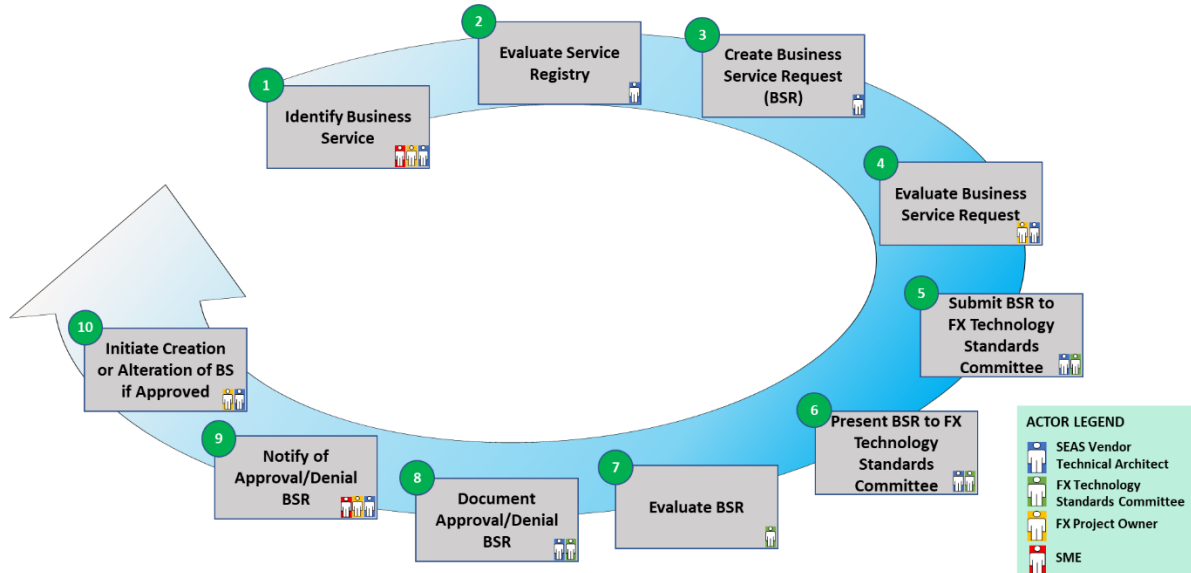 1
Identify Business
Service
2
Evaluate Service
Registry
3
Create Business
Service Request
(BSR)
4
Evaluate Business
Service Request
5
Submit BSR to
FX Technology
Standards
Committee
6
Present BSR to FX
Technology
Standards
Committee
7
Evaluate BSR
8
Document
Approval/Denial
BSR
9
Notify of
Approval/Denial
BSR
10
Initiate Creation
or Alteration of BS
if Approved
ACTOR LEGEND
SEAS Vendor
Technical Architect
FX Technology
Standards Committee
FX Project Owner
SME